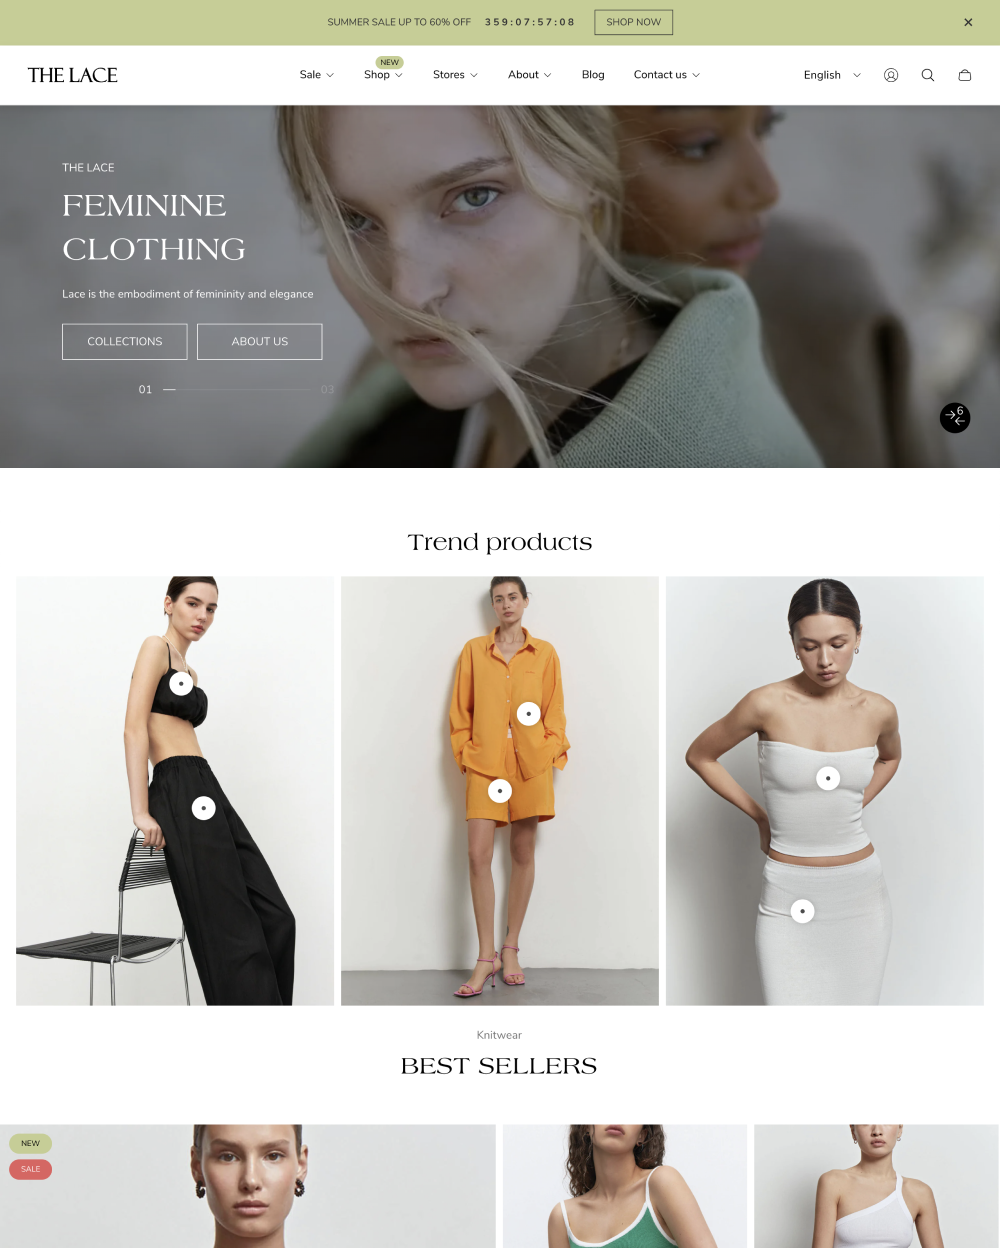 SUMMER SALE UP TO 60% OFF 359:07:57:08 SHOP NOW
NEW
THE LACE Sale Shop Stores About Blog Contact us English
THE LACE
FEMININE
CLOTHING
Lace is the embodiment of femininity and elegance
COLLECTIONS ABOUT US
01 03
6
Trend products
Knitwear
BEST SELLERS
NEW
SALE